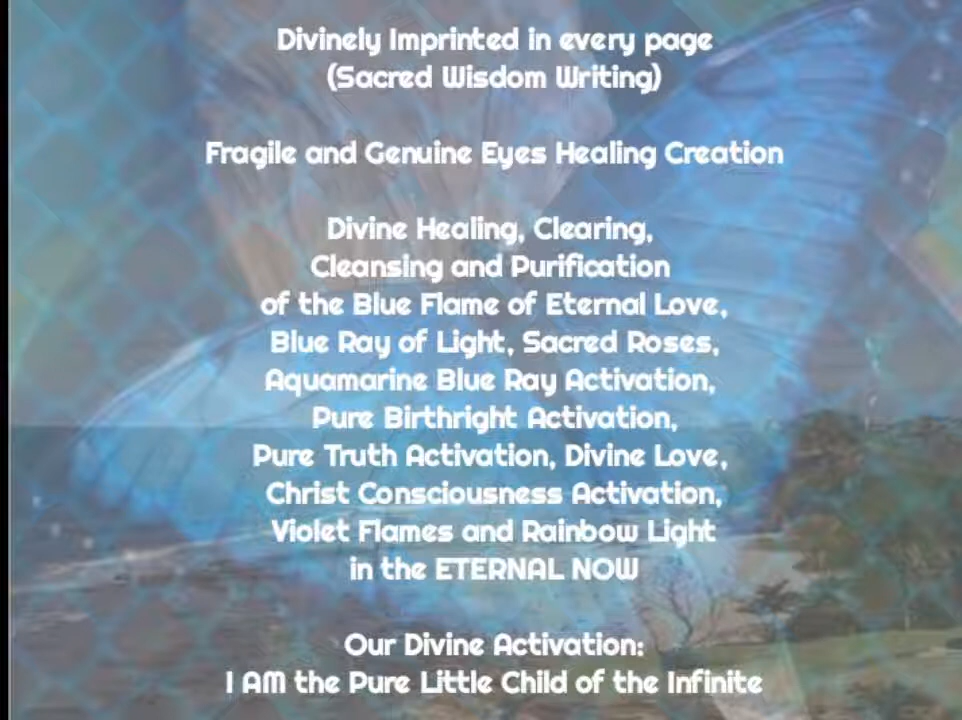 Divinely Imprinted in every page
(Sacred Wisdom Writing)
Fragile and Genuine Eyes Healing Creation
Divine Healing, Clearing,
Cleansing and Purification
of the Blue Flame of Eternal Love,
Blue Ray of Light, Sacred Roses,
Aquamarine Blue Ray Activation,
Pure Birthright Activation,
Pure Truth Activation, Divine Love,
Christ Consciousness Activation,
Violet Flames and Rainbow Light
in the ETERNAL NOW
Our Divine Activation:
I AM the Pure Little Child of the Infinite